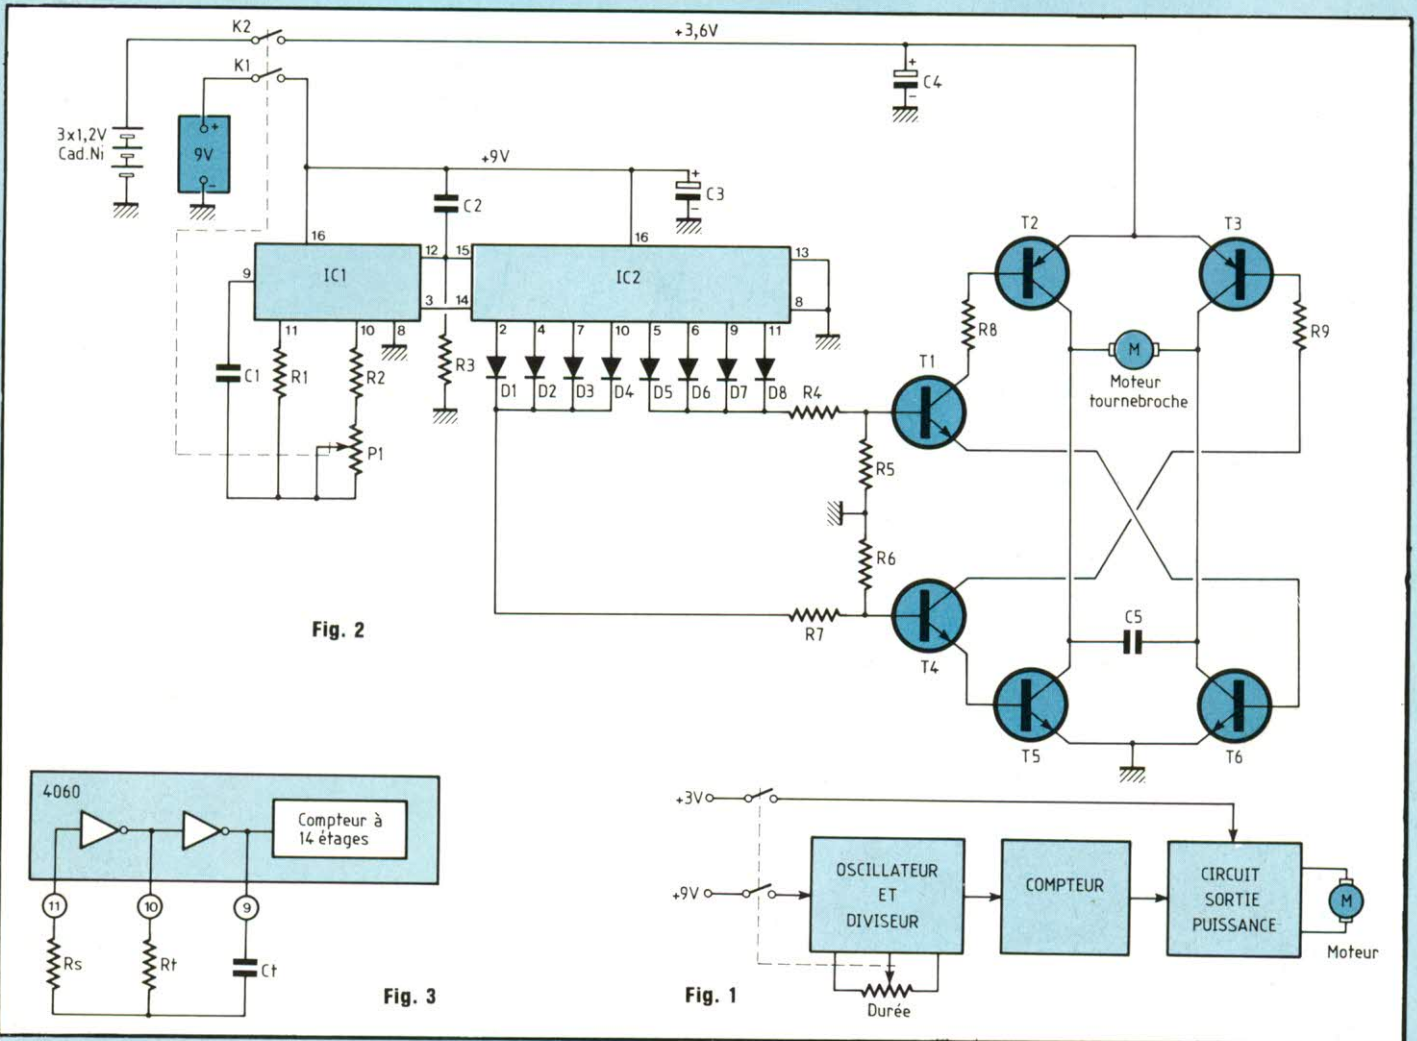 K2
+3,6V
K1
+
C4
-
3x1,2V
Cad.Ni
+
9V
-
+9V
+
C3
-
C2
16
16
12
15
13
9
IC1
IC2
3
14
8
11
10
8
2
4
7
10
5
6
9
11
C1
R1
R2
R3
D1
D2
D3
D4
D5
D6
D7
D8
R4
P1
T2
T3
R8
R9
M
Moteur
tournebroche
T1
R5
R6
R7
T4
C5
T5
T6
Fig. 2
4060
Compteur à
14 étages
11
10
9
Rs
Rt
Ct
Fig. 3
+3V
+9V
OSCILLATEUR
ET
DIVISEUR
COMPTEUR
CIRCUIT
SORTIE
PUISSANCE
M
Moteur
Durée
Fig. 1